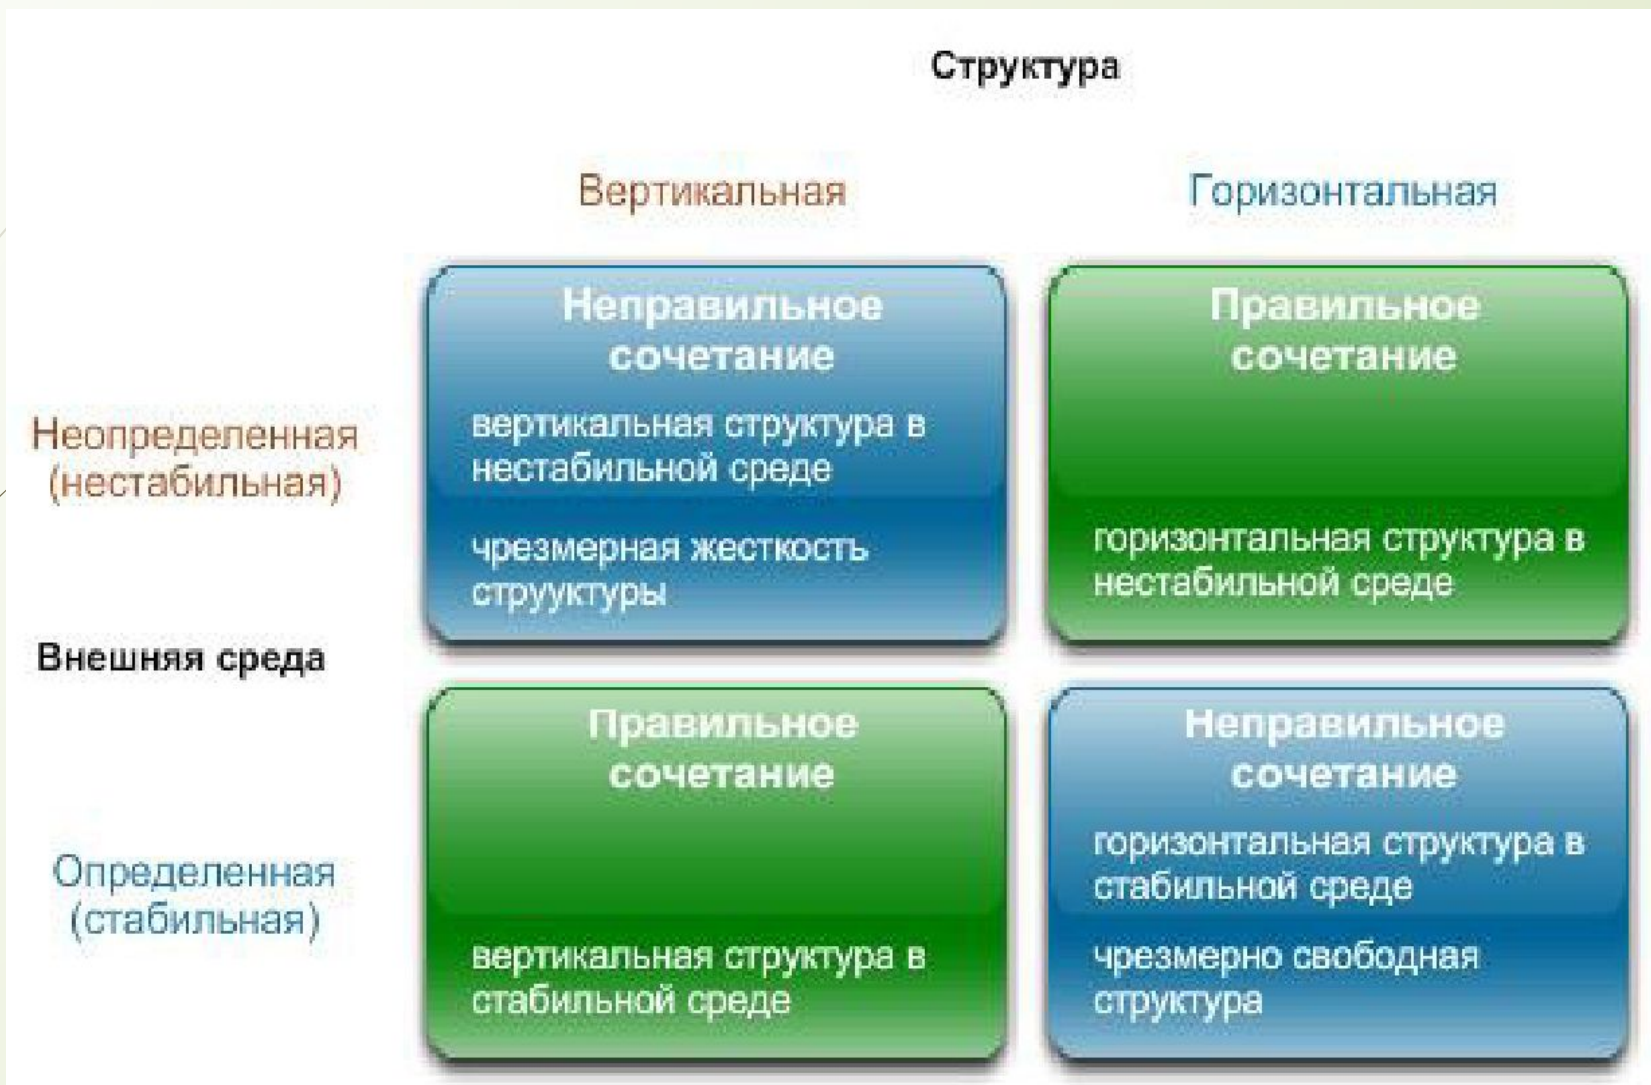 Структура
Вертикальная
Горизонтальная
Неправильное
сочетание
вертикальная структура в
нестабильной среде
чрезмерная жесткость
струуктуры
Правильное
сочетание
горизонтальная структура в
нестабильной среде
Неопределенная
(нестабильная)
Внешняя среда
Определенная
(стабильная)
Правильное
сочетание
вертикальная структура в
стабильной среде
Неправильное
сочетание
горизонтальная структура в
стабильной среде
чрезмерно свободная
структура